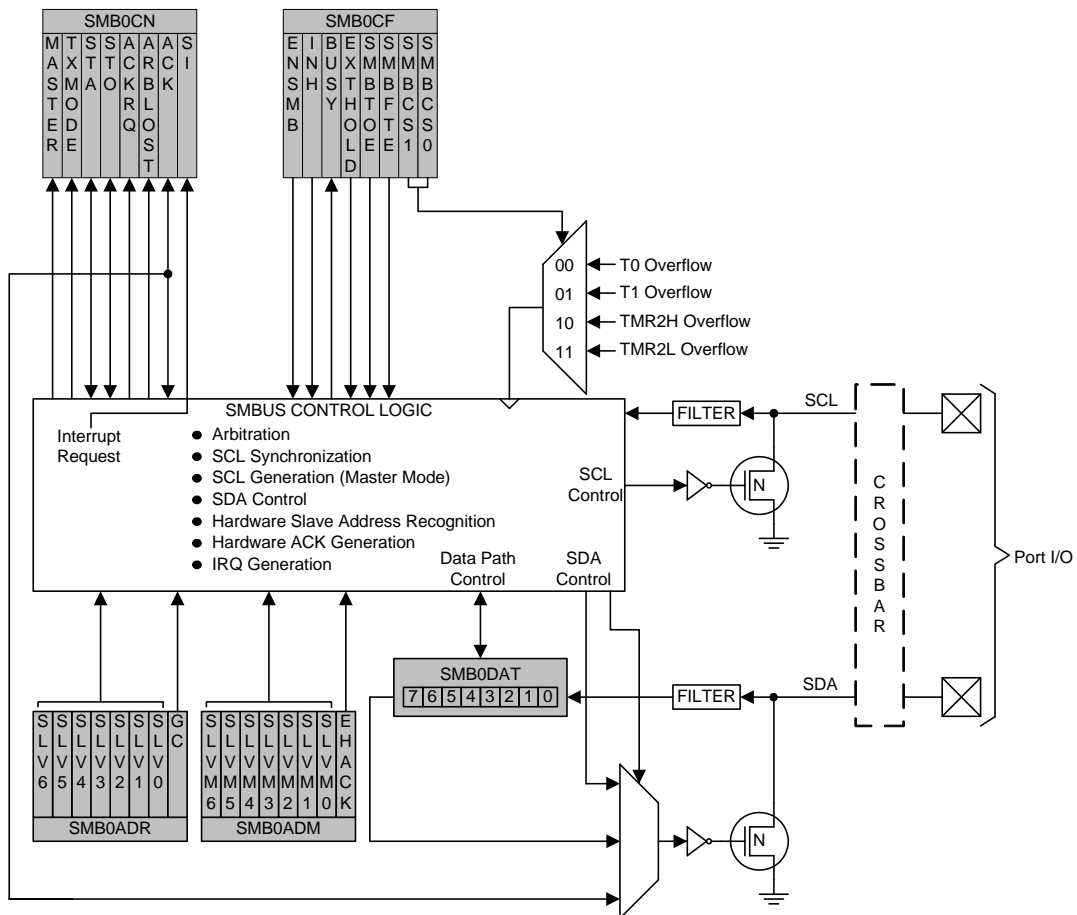 SMB0CN
MASTER
TXMODE
STA
STO
ACKRQ
ARBLOST
ACK
SI
SMB0CF
ENSMB
INH
BUSY
EXTHOLD
SMBTOE
SMBFTE
SMBCS1
SMBCS0
00
T0 Overflow
01
T1 Overflow
10
TMR2H Overflow
11
TMR2L Overflow
SMBUS CONTROL LOGIC
Interrupt
Request
● Arbitration
● SCL Synchronization
● SCL Generation (Master Mode)
● SDA Control
● Hardware Slave Address Recognition
● Hardware ACK Generation
● IRQ Generation
Data Path
Control
SCL
Control
SDA
Control
FILTER
SCL
N
CROSSBAR
Port I/O
SMB0DAT
7 6 5 4 3 2 1 0
FILTER
SDA
N
SLV6
SLV5
SLV4
SLV3
SLV2
SLV1
SLV0
GC
SMB0ADR
SLVM6
SLVM5
SLVM4
SLVM3
SLVM2
SLVM1
SLVM0
EHACK
SMB0ADM